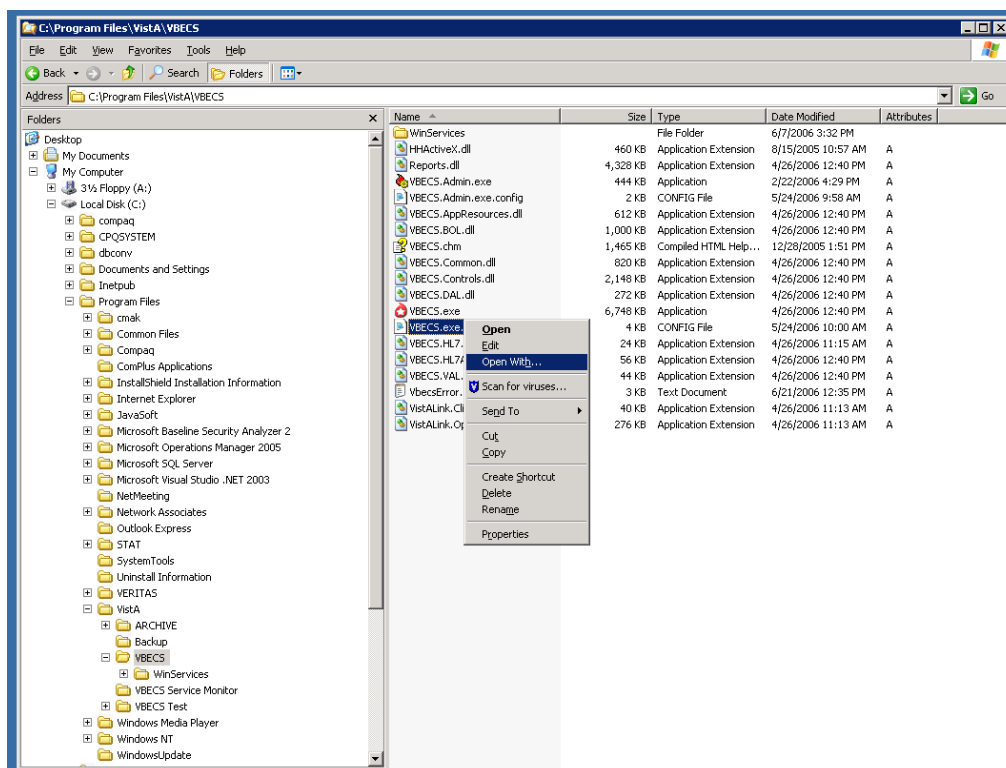 C:\Program Files\VistA\VBECS
File Edit View Favorites Tools Help
Back Search Folders
Address C:\Program Files\VistA\VBECS Go
Folders
Desktop
My Documents
My Computer
3½ Floppy (A:)
Local Disk (C:)
compaq
CPQSYSTEM
dbconv
Documents and Settings
Inetpub
Program Files
cmak
Common Files
Compaq
ComPlus Applications
InstallShield Installation Information
Internet Explorer
JavaSoft
Microsoft Baseline Security Analyzer 2
Microsoft Operations Manager 2005
Microsoft SQL Server
Microsoft Visual Studio .NET 2003
NetMeeting
Network Associates
Outlook Express
STAT
SystemTools
Uninstall Information
VERITAS
VistA
ARCHIVE
Backup
VBECS
WinServices
VBECS Service Monitor
VBECS Test
Windows Media Player
Windows NT
WindowsUpdate
Name Size Type Date Modified Attributes
WinServices File Folder 6/7/2006 3:32 PM
HHActiveX.dll 460 KB Application Extension 8/15/2005 10:57 AM A
Reports.dll 4,328 KB Application Extension 4/26/2006 12:40 PM A
VBECS.Admin.exe 444 KB Application 2/22/2006 4:29 PM A
VBECS.Admin.exe.config 2 KB CONFIG File 5/24/2006 9:58 AM A
VBECS.AppResources.dll 612 KB Application Extension 4/26/2006 12:40 PM A
VBECS.BOL.dll 1,000 KB Application Extension 4/26/2006 12:40 PM A
VBECS.chm 1,465 KB Compiled HTML Help... 12/28/2005 1:51 PM A
VBECS.Common.dll 820 KB Application Extension 4/26/2006 12:40 PM A
VBECS.Controls.dll 2,148 KB Application Extension 4/26/2006 12:40 PM A
VBECS.DAL.dll 272 KB Application Extension 4/26/2006 12:40 PM A
VBECS.exe 6,748 KB Application 4/26/2006 12:40 PM A
VBECS.exe. 4 KB CONFIG File 5/24/2006 10:00 AM A
VBECS.HL7. 24 KB Application Extension 4/26/2006 11:15 AM A
VBECS.HL7A 56 KB Application Extension 4/26/2006 12:40 PM A
VBECS.VAL. 44 KB Application Extension 4/26/2006 12:40 PM A
VbecsError. 3 KB Text Document 6/21/2006 12:35 PM A
VistALink.Cli 40 KB Application Extension 4/26/2006 11:13 AM A
VistALink.Op 276 KB Application Extension 4/26/2006 11:13 AM A
Open
Edit
Open With...
Scan for viruses...
Send To
Cut
Copy
Create Shortcut
Delete
Rename
Properties